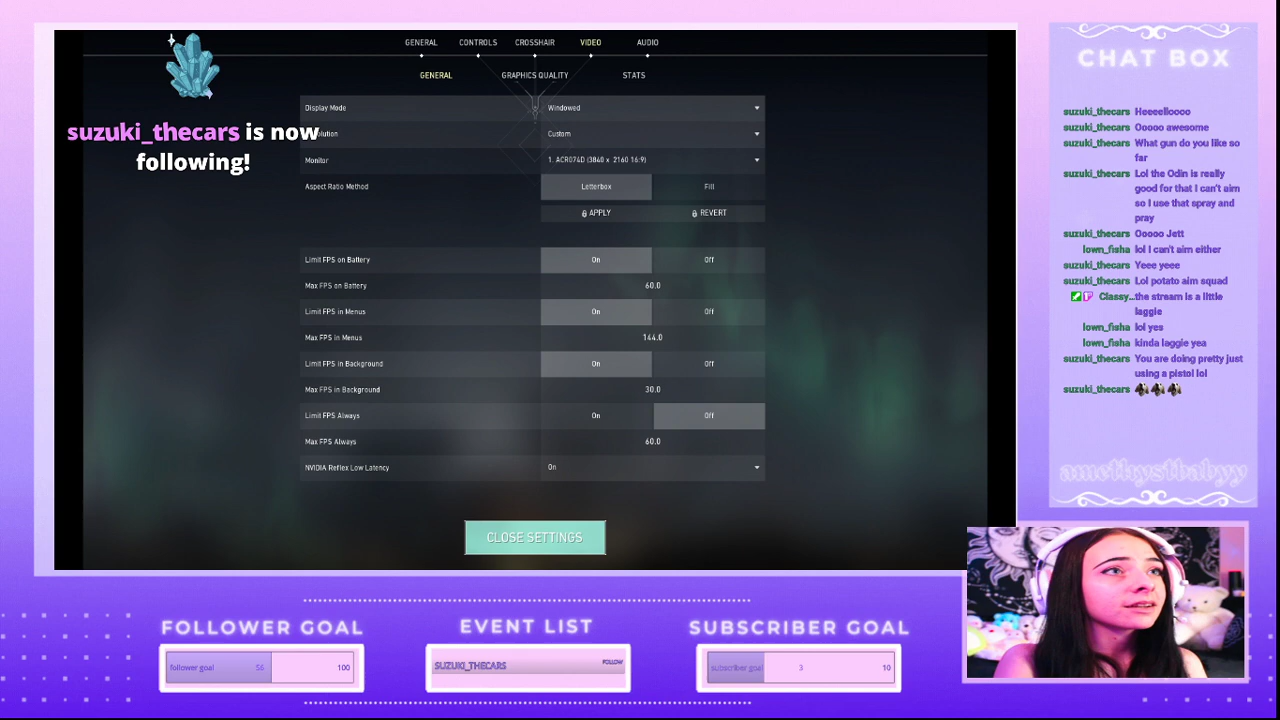 GENERAL CONTROLS CROSSHAIR VIDEO AUDIO
GENERAL GRAPHICS QUALITY STATS
Display Mode Windowed
Custom
Monitor 1. ACR074D (3840 x 2160 16:9)
Aspect Ratio Method Letterbox Fill
APPLY REVERT
Limit FPS on Battery On Off
Max FPS on Battery 60.0
Limit FPS in Menus On Off
Max FPS in Menus 144.0
Limit FPS in Background On Off
Max FPS in Background 30.0
Limit FPS Always On Off
Max FPS Always 60.0
NVIDIA Reflex Low Latency On
CLOSE SETTINGS
suzuki_thecars is now
following!
CHAT BOX
suzuki_thecars Heeeelloooo
suzuki_thecars Ooooo awesome
suzuki_thecars What gun do you like so
far
suzuki_thecars Lol the Odin is really
good for that I can't aim
so I use that spray and
pray
suzuki_thecars Ooooo Jett
lown_fisha lol I can't aim either
suzuki_thecars Yeee yeee
suzuki_thecars Lol potato aim squad
Classy... the stream is a little
laggie
lown_fisha lol yes
lown_fisha kinda laggie yea
suzuki_thecars You are doing pretty just
using a pistol lol
suzuki_thecars
amethystbabyy
FOLLOWER GOAL
follower goal 56 100
EVENT LIST
SUZUKI_THECARS FOLLOW
SUBSCRIBER GOAL
subscriber goal 3 10